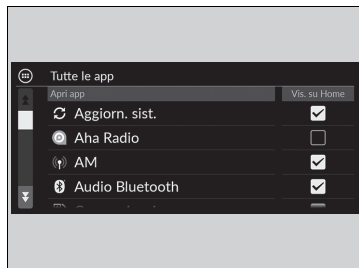 Tutte le app
Apri app
Vis. su Home
Aggiorn. sist.
Aha Radio
AM
Audio Bluetooth